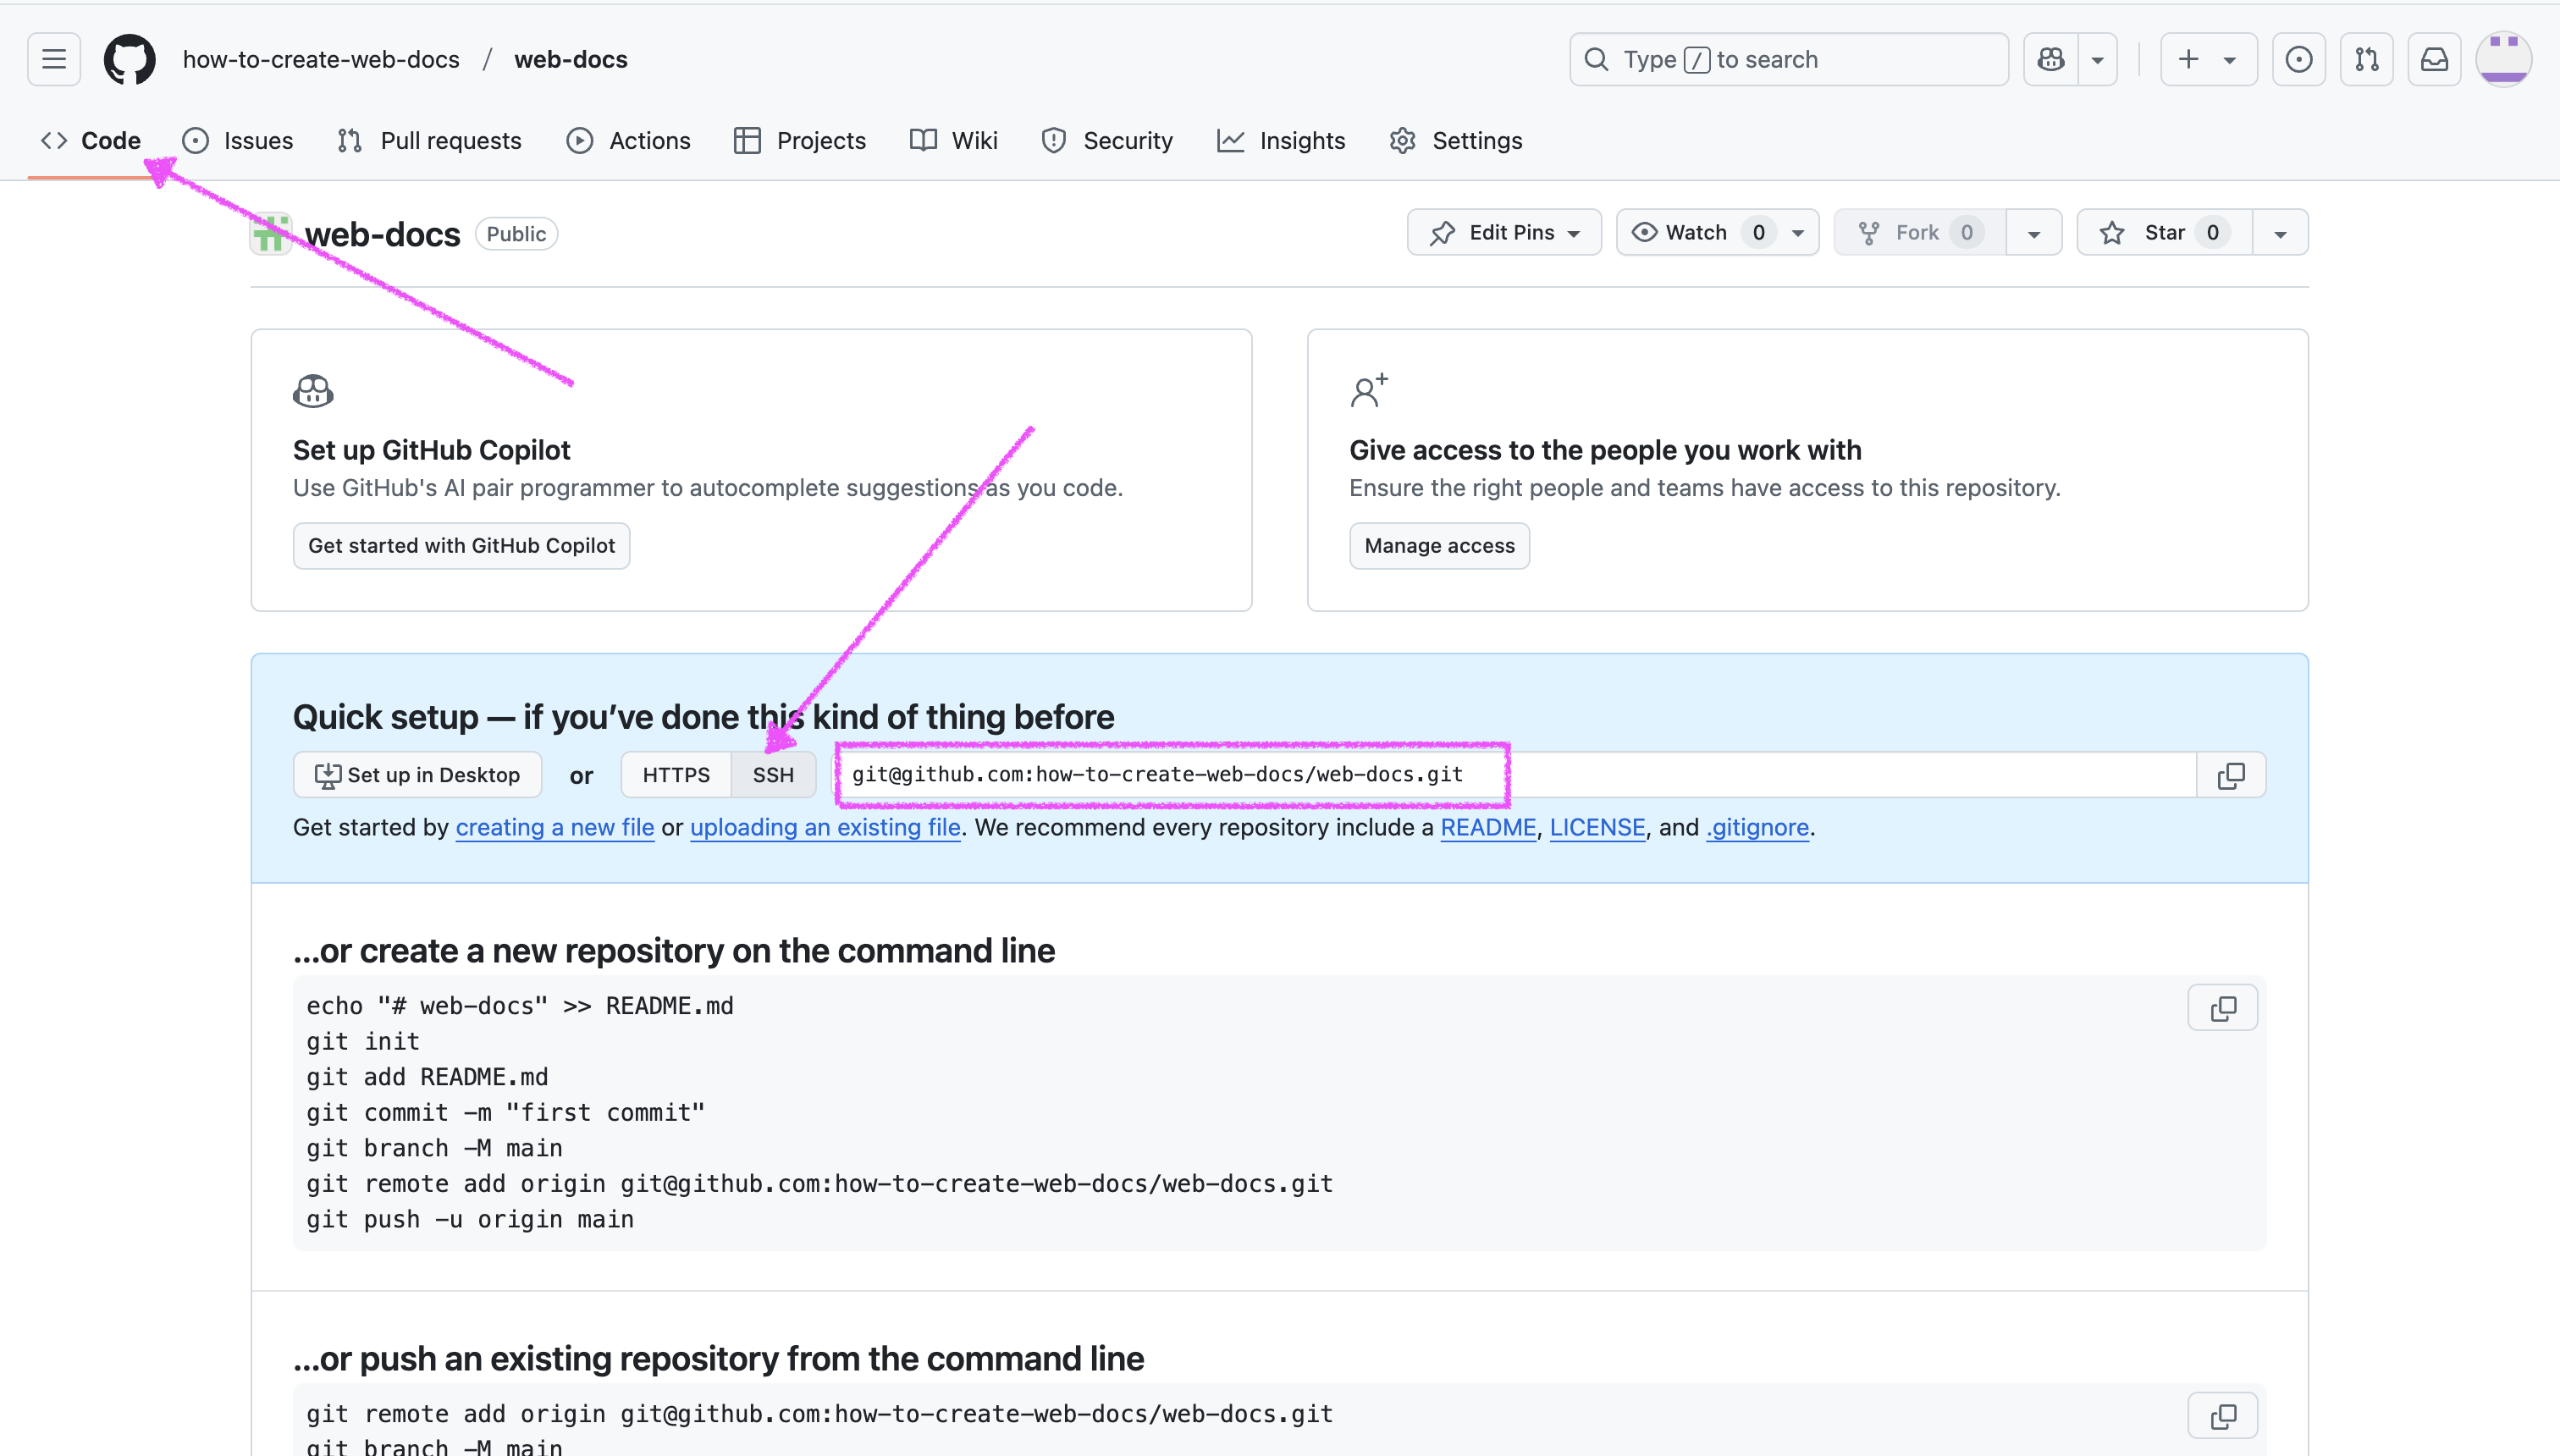 how-to-create-web-docs / web-docs
Type / to search
Code Issues Pull requests Actions Projects Wiki Security Insights Settings
web-docs Public
Edit Pins Watch 0 Fork 0 Star 0
Set up GitHub Copilot
Use GitHub's AI pair programmer to autocomplete suggestions as you code.
Get started with GitHub Copilot
Give access to the people you work with
Ensure the right people and teams have access to this repository.
Manage access
Quick setup — if you’ve done this kind of thing before
Set up in Desktop or HTTPS SSH git@github.com:how-to-create-web-docs/web-docs.git
Get started by creating a new file or uploading an existing file. We recommend every repository include a README, LICENSE, and .gitignore.
…or create a new repository on the command line
echo "# web-docs" >> README.md
git init
git add README.md
git commit -m "first commit"
git branch -M main
git remote add origin git@github.com:how-to-create-web-docs/web-docs.git
git push -u origin main
…or push an existing repository from the command line
git remote add origin git@github.com:how-to-create-web-docs/web-docs.git
git branch -M main